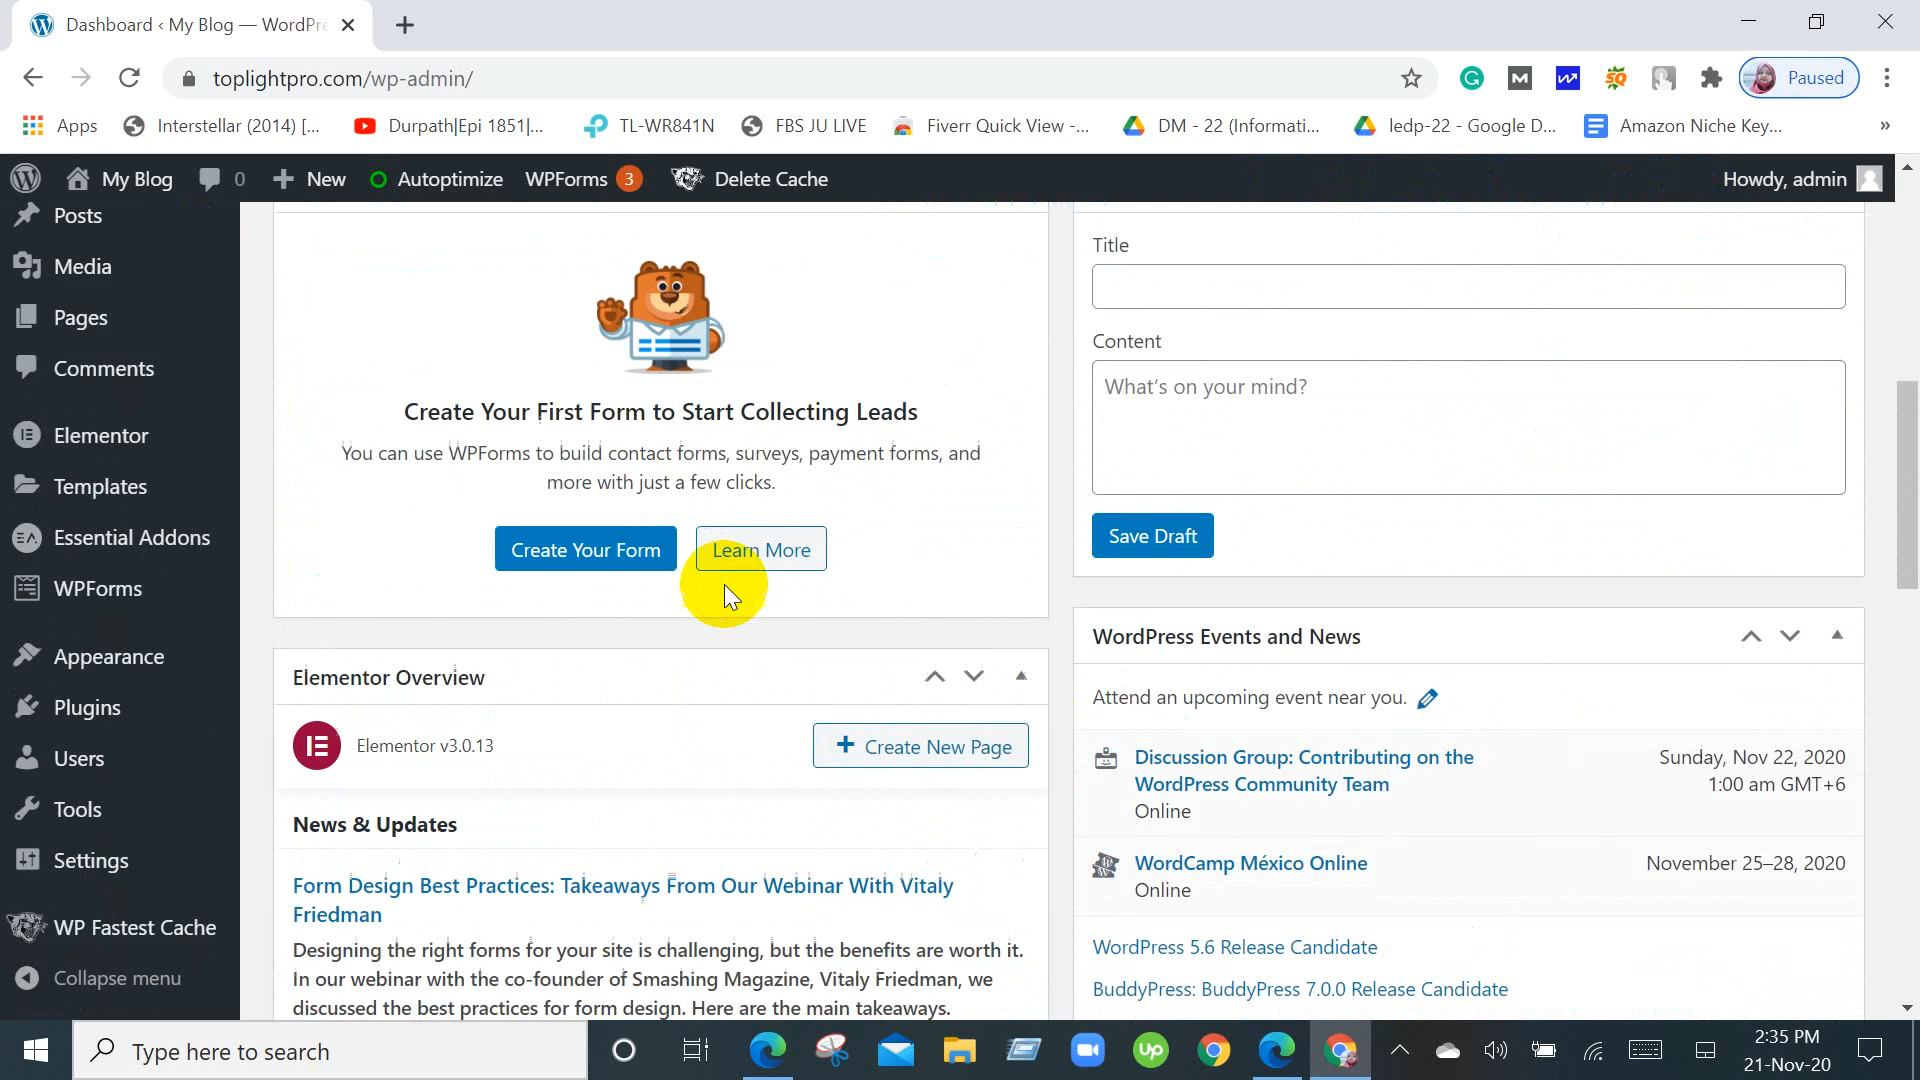 Dashboard ‹ My Blog — WordPre
toplightpro.com/wp-admin/
Paused
Apps
Interstellar (2014) [...
Durpath|Epi 1851|...
TL-WR841N
FBS JU LIVE
Fiverr Quick View -...
DM - 22 (Informati...
ledp-22 - Google D...
Amazon Niche Key...
»
My Blog
0
New
Autoptimize
WPForms 3
Delete Cache
Howdy, admin
Posts
Media
Pages
Comments
Elementor
Templates
Essential Addons
WPForms
Appearance
Plugins
Users
Tools
Settings
WP Fastest Cache
Collapse menu
Create Your First Form to Start Collecting Leads
You can use WPForms to build contact forms, surveys, payment forms, and
more with just a few clicks.
Create Your Form
Learn More
Elementor Overview
Elementor v3.0.13
+ Create New Page
News & Updates
Form Design Best Practices: Takeaways From Our Webinar With Vitaly
Friedman
Designing the right forms for your site is challenging, but the benefits are worth it.
In our webinar with the co-founder of Smashing Magazine, Vitaly Friedman, we
discussed the best practices for form design. Here are the main takeaways.
Title
Content
What's on your mind?
Save Draft
WordPress Events and News
Attend an upcoming event near you.
Discussion Group: Contributing on the
WordPress Community Team
Online
Sunday, Nov 22, 2020
1:00 am GMT+6
WordCamp México Online
Online
November 25–28, 2020
WordPress 5.6 Release Candidate
BuddyPress: BuddyPress 7.0.0 Release Candidate
Type here to search
Up
2:35 PM
21-Nov-20